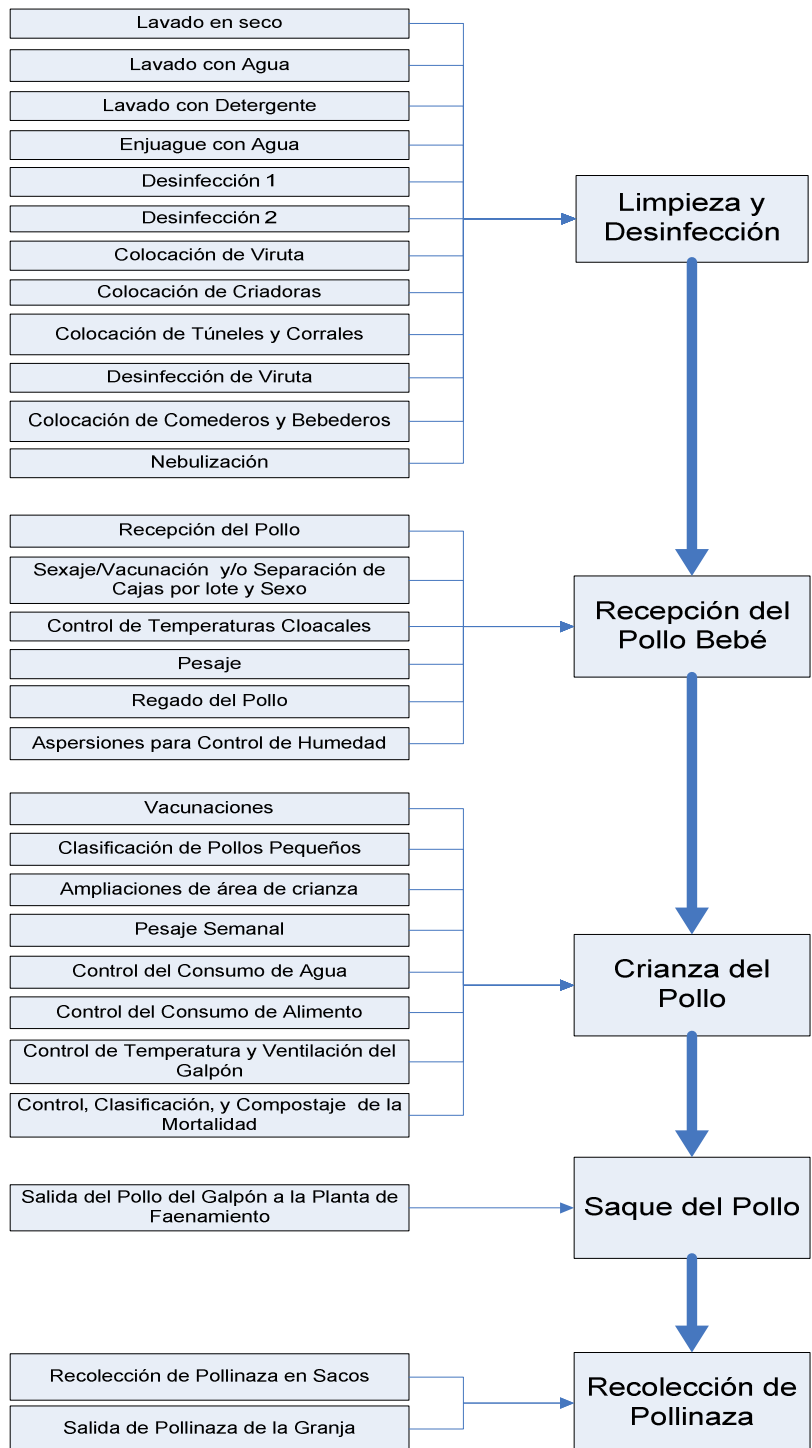 Lavado en seco
Lavado con Agua
Lavado con Detergente
Enjuague con Agua
Desinfección 1
Desinfección 2
Colocación de Viruta
Colocación de Criadoras
Colocación de Túneles y Corrales
Desinfección de Viruta
Colocación de Comederos y Bebederos
Nebulización
Limpieza y
Desinfección
Recepción del Pollo
Sexaje/Vacunación y/o Separación de
Cajas por lote y Sexo
Control de Temperaturas Cloacales
Pesaje
Regado del Pollo
Aspersiones para Control de Humedad
Recepción del
Pollo Bebé
Vacunaciones
Clasificación de Pollos Pequeños
Ampliaciones de área de crianza
Pesaje Semanal
Control del Consumo de Agua
Control del Consumo de Alimento
Control de Temperatura y Ventilación del
Galpón
Control, Clasificación, y Compostaje de la
Mortalidad
Crianza del
Pollo
Salida del Pollo del Galpón a la Planta de
Faenamiento
Saque del Pollo
Recolección de Pollinaza en Sacos
Salida de Pollinaza de la Granja
Recolección de
Pollinaza